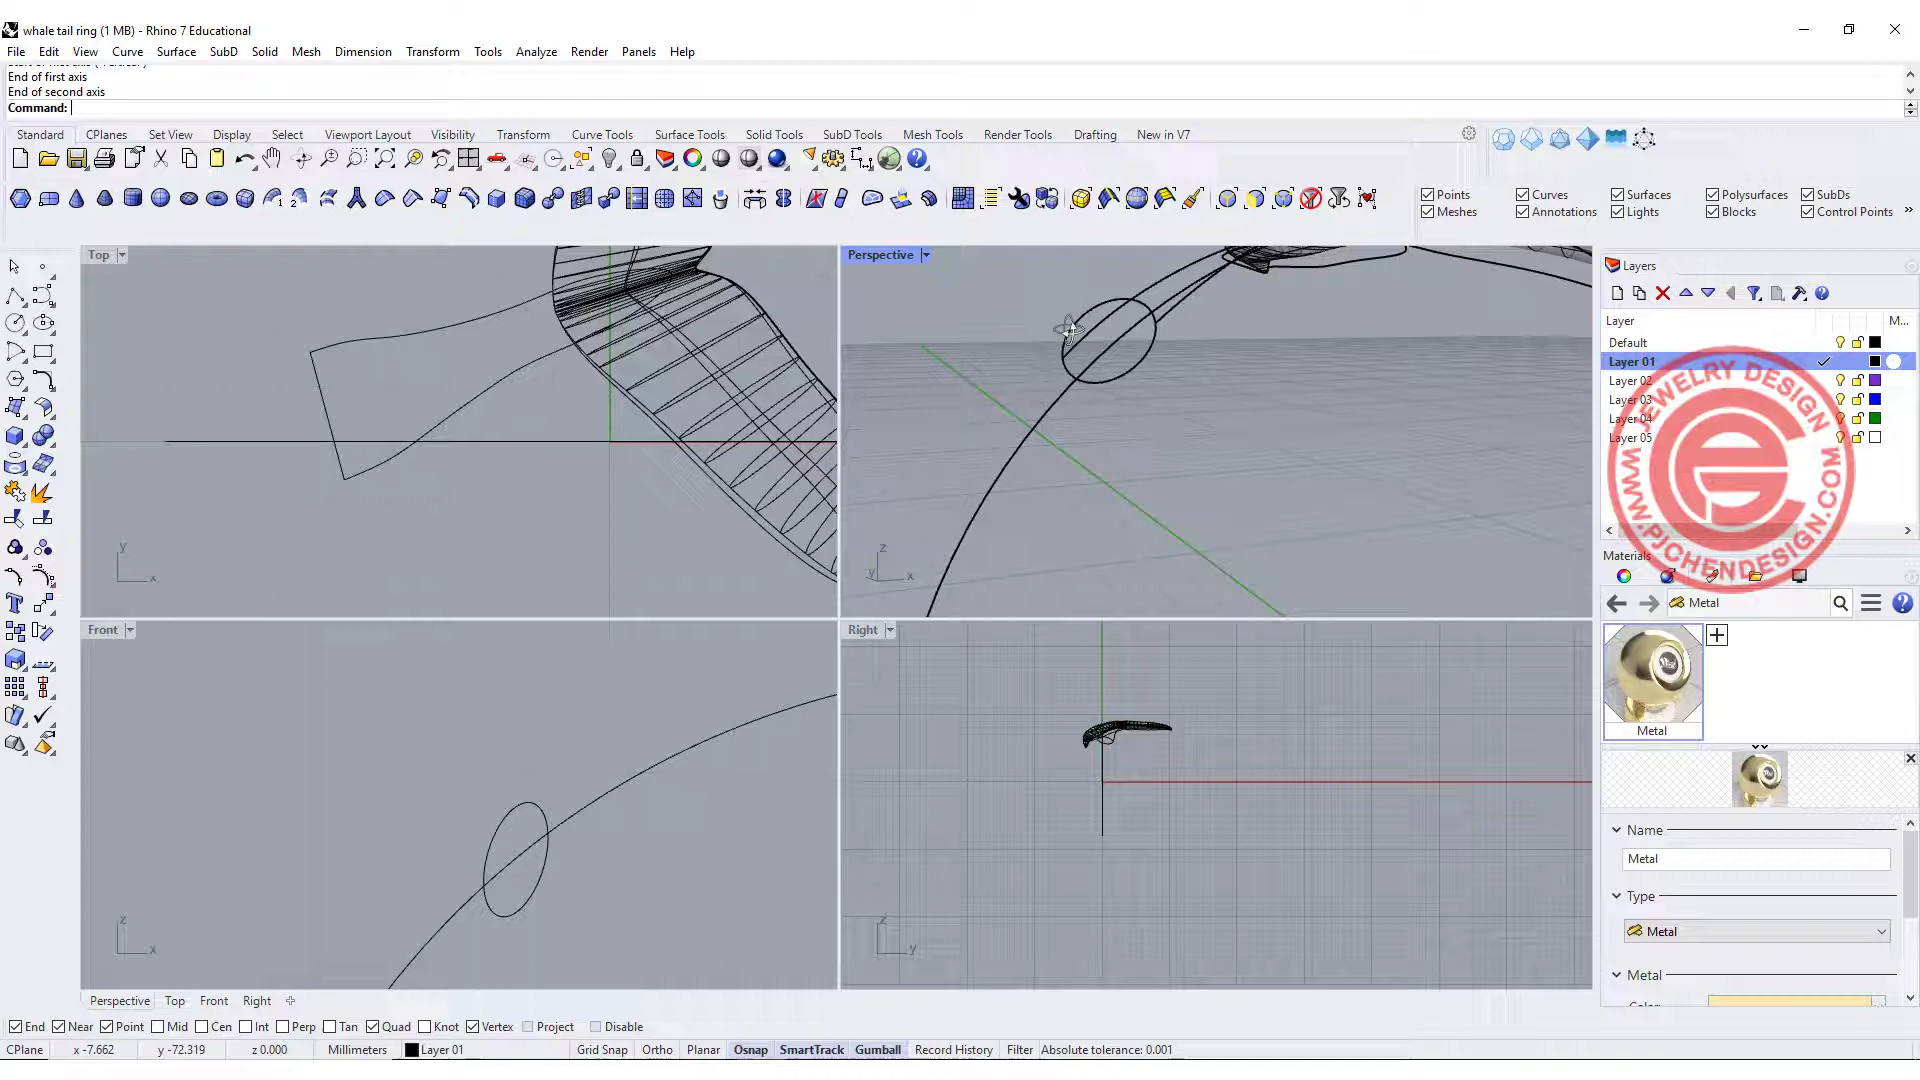 whale tail ring (1 MB) - Rhino 7 Educational
File Edit View Curve Surface SubD Solid Mesh Dimension Transform Tools Analyze Render Panels Help
End of first axis
End of second axis
Command:
Standard CPlanes Set View Display Select Viewport Layout Visibility Transform Curve Tools Surface Tools Solid Tools SubD Tools Mesh Tools Render Tools Drafting New in V7
Points Curves Surfaces Polysurfaces SubDs
Meshes Annotations Lights Blocks Control Points
Top
Perspective
Layers
Layer M...
Default
Layer 01
Layer 02
Layer 03
Layer 04
Layer 05
JEWELRY DESIGN
WWW.PJCHENDESIGN.COM
y
x
z
y
x
Materials
Metal
Front
Right
Metal
z
x
z
y
Name
Metal
Type
Metal
Metal
Perspective Top Front Right
End Near Point Mid Cen Int Perp Tan Quad Knot Vertex Project Disable
CPlane x -7.662 y -72.319 z 0.000 Millimeters Layer 01 Grid Snap Ortho Planar Osnap SmartTrack Gumball Record History Filter Absolute tolerance: 0.001